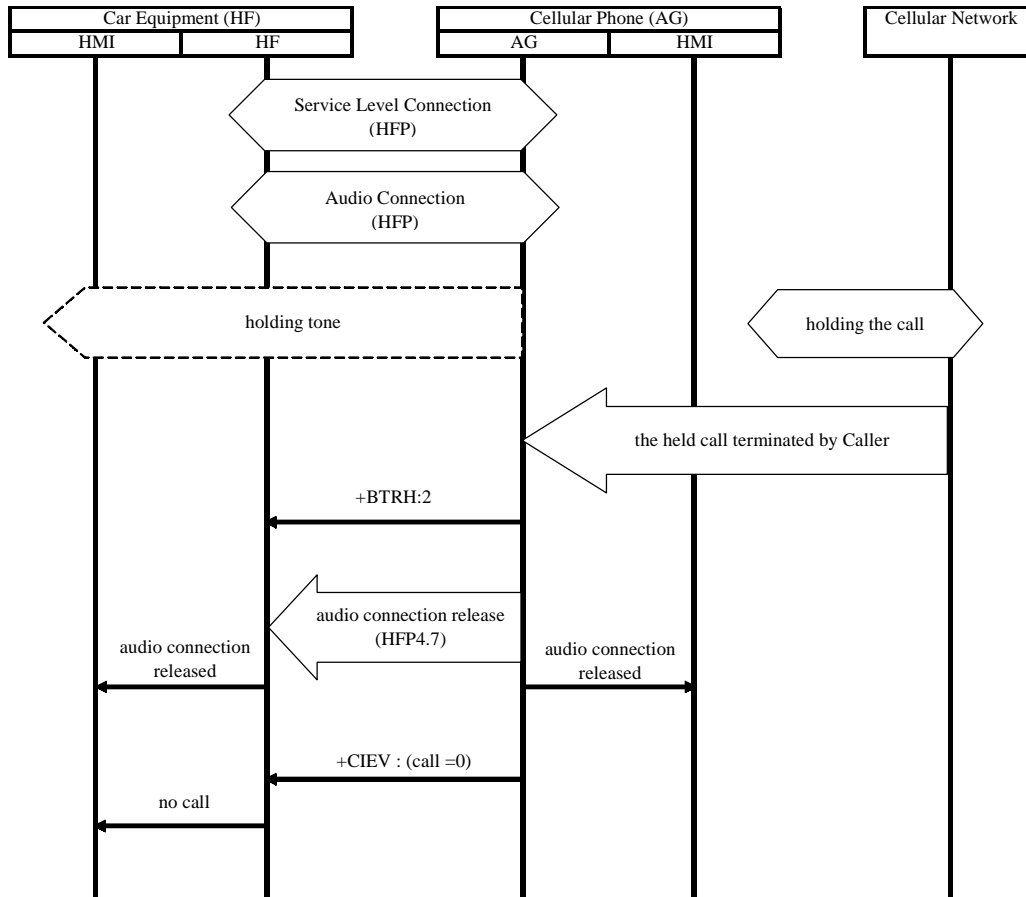 Car Equipment (HF)
HMI
HF
Cellular Phone (AG)
AG
HMI
Cellular Network
Service Level Connection
(HFP)
Audio Connection
(HFP)
holding tone
holding the call
the held call terminated by Caller
+BTRH:2
audio connection release
(HFP4.7)
audio connection
released
audio connection
released
+CIEV : (call =0)
no call